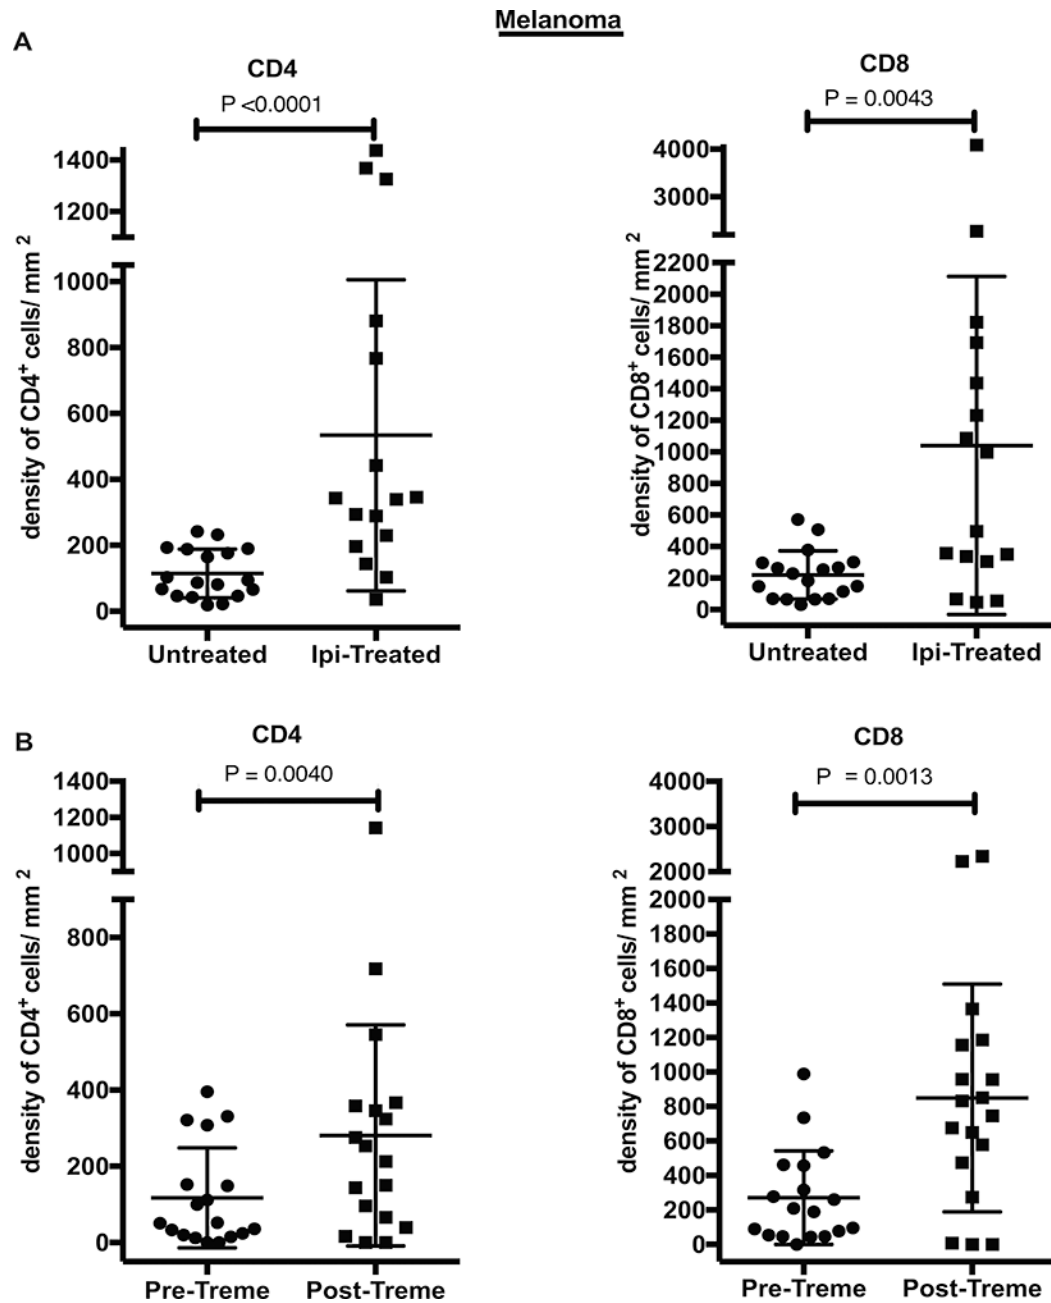 Melanoma
A
CD4
P <0.0001
density of CD4⁺ cells/ mm ²
1400
1200
1000
800
600
400
200
0
Untreated
Ipi-Treated
CD8
P = 0.0043
density of CD8⁺ cells/ mm ²
4000
3000
2200
2000
1800
1600
1400
1200
1000
800
600
400
200
0
Untreated
Ipi-Treated
B
CD4
P = 0.0040
density of CD4⁺ cells/ mm ²
1400
1200
1000
800
600
400
200
0
Pre-Treme
Post-Treme
CD8
P = 0.0013
density of CD8⁺ cells/ mm ²
4000
3000
2000
2000
1800
1600
1400
1200
1000
800
600
400
200
0
Pre-Treme
Post-Treme